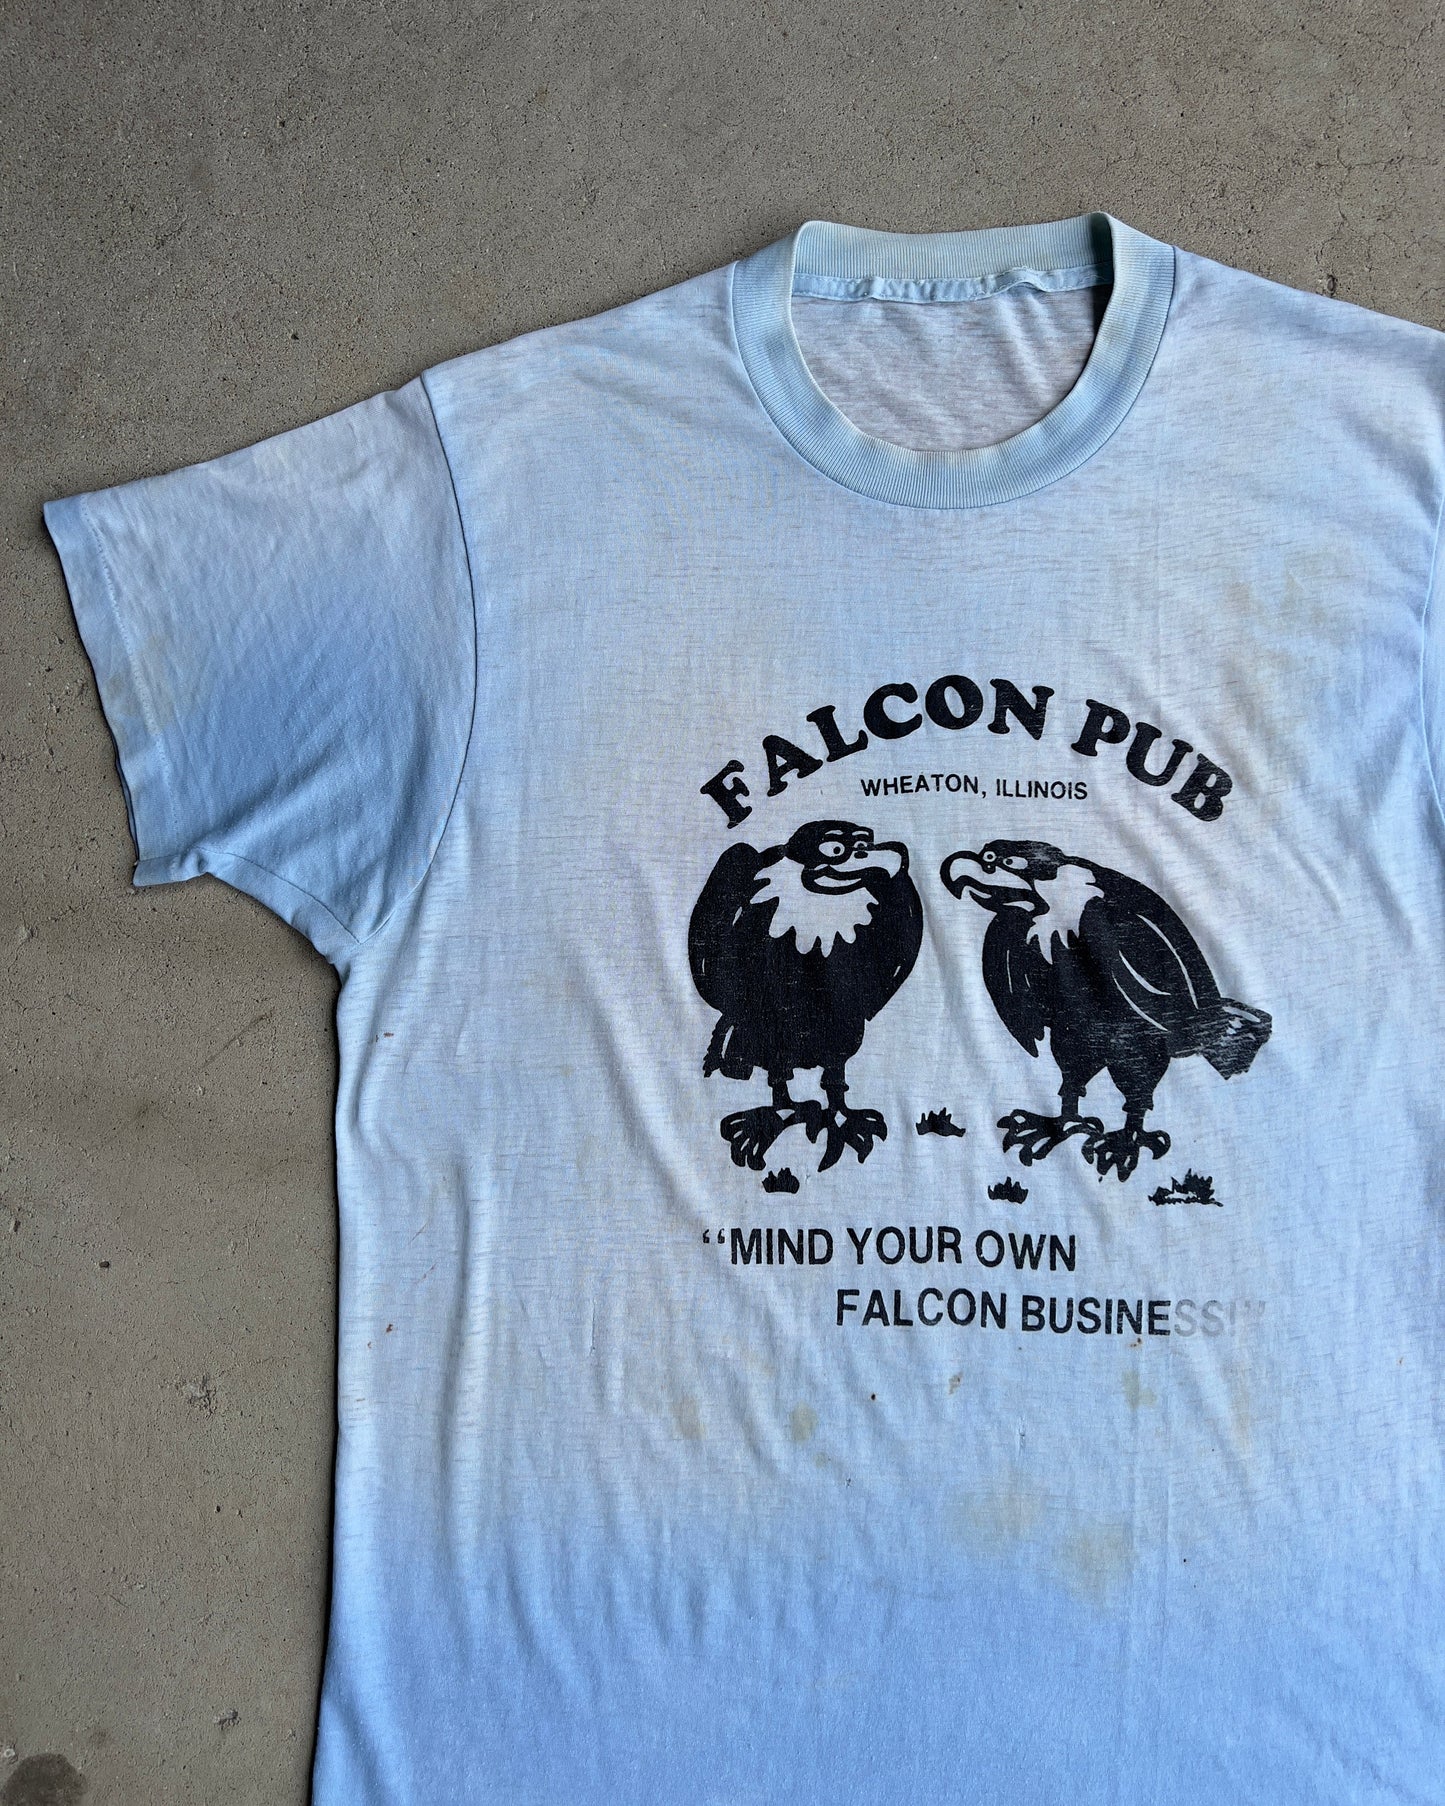 FALCON PUB
WHEATON, ILLINOIS
“MIND YOUR OWN
FALCON BUSINESS!”